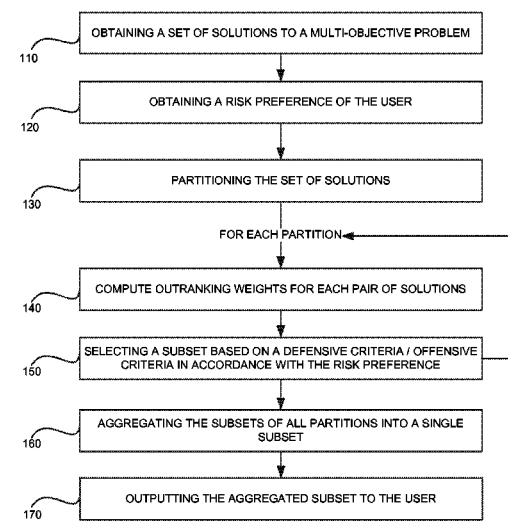 OBTAINING A SET OF SOLUTIONS TO A MULTI-OBJECTIVE PROBLEM
110
OBTAINING A RISK PREFERENCE OF THE USER
120
PARTITIONING THE SET OF SOLUTIONS
130
FOR EACH PARTITION
COMPUTE OUTRANKING WEIGHTS FOR EACH PAIR OF SOLUTIONS
140
SELECTING A SUBSET BASED ON A DEFENSIVE CRITERIA / OFFENSIVE
CRITERIA IN ACCORDANCE WITH THE RISK PREFERENCE
150
AGGREGATING THE SUBSETS OF ALL PARTITIONS INTO A SINGLE
SUBSET
160
OUTPUTTING THE AGGREGATED SUBSET TO THE USER
170